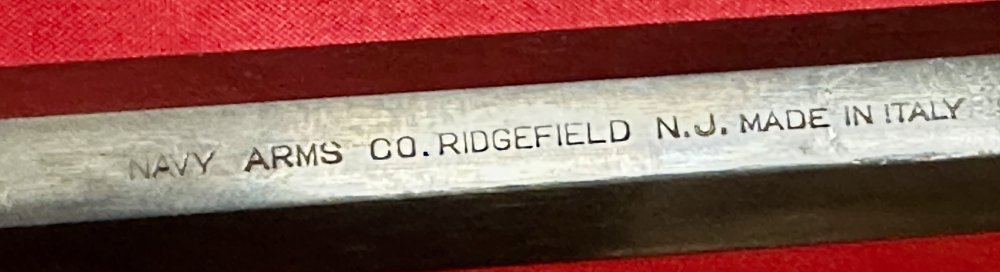 NAVY ARMS CO. RIDGEFIELD N.J. MADE IN ITALY